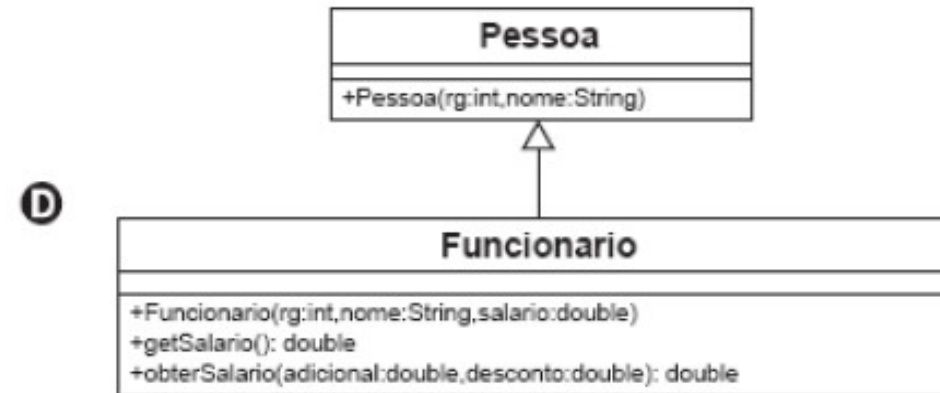 Pessoa
+Pessoa(rg:int,nome:String)
D
Funcionario
+Funcionario(rg:int,nome:String,salario:double)
+getSalario(): double
+obterSalario(adicional:double,desconto:double): double